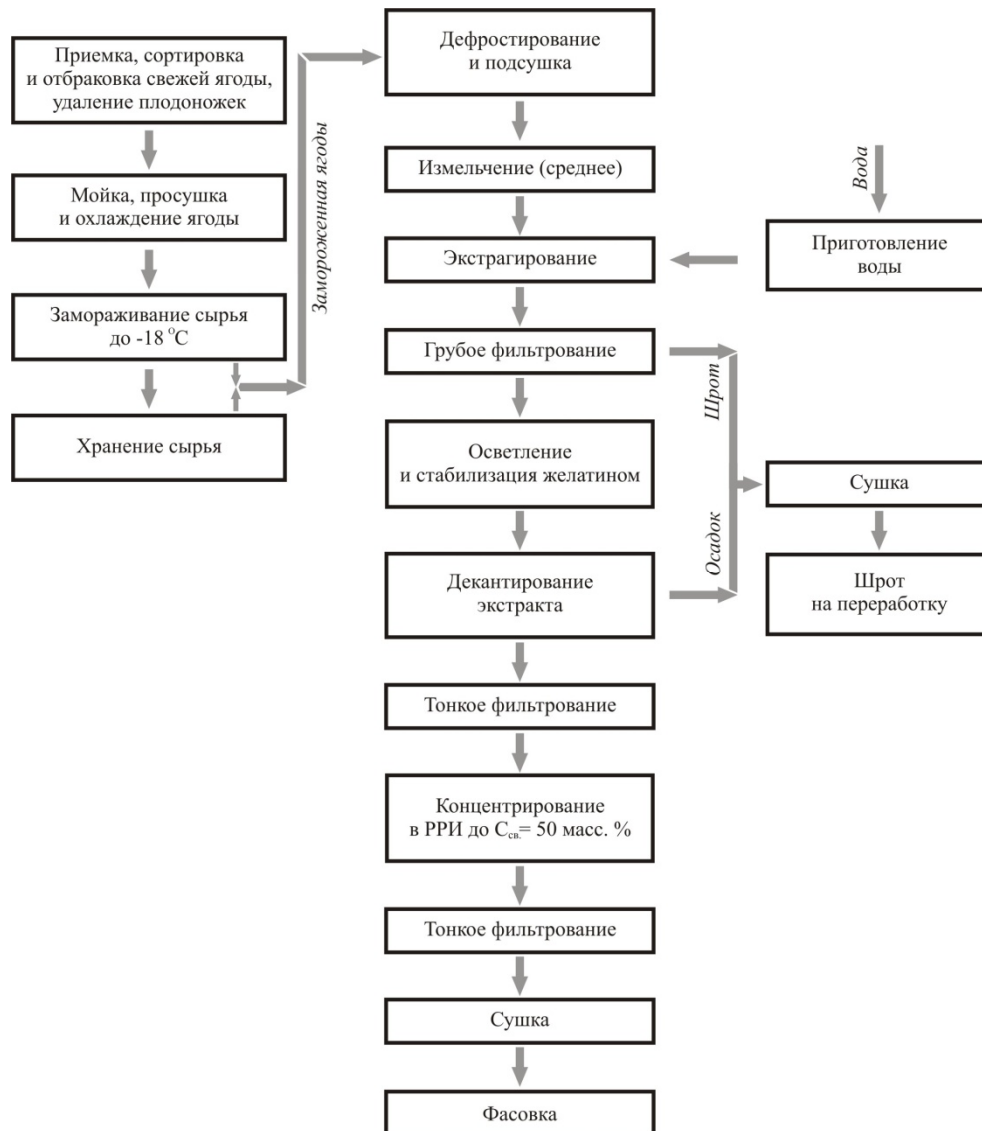 Приемка, сортировка
и отбраковка свежей ягоды,
удаление плодоножек
Мойка, просушка
и охлаждение ягоды
Замораживание сырья
до -18 °С
Хранение сырья
Замороженная ягоды
Дефростирование
и подсушка
Измельчение (среднее)
Экстрагирование
Вода
Приготовление
воды
Грубое фильтрование
Шрот
Осветление
и стабилизация желатином
Осадок
Сушка
Шрот
на переработку
Декантирование
экстракта
Тонкое фильтрование
Концентрирование
в РРИ до Ссв.= 50 масс. %
Тонкое фильтрование
Сушка
Фасовка